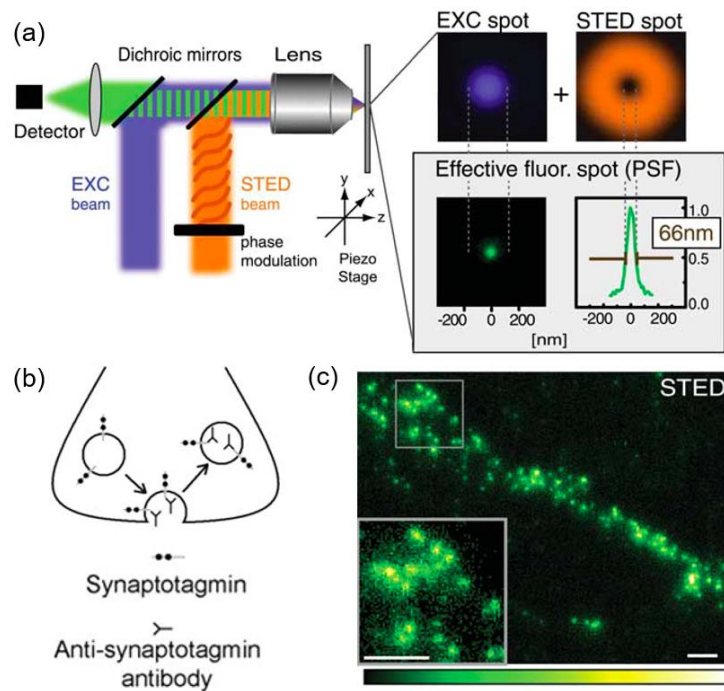 (a)
Dichroic mirrors
Lens
EXC spot
STED spot
+
Detector
EXC
beam
STED
beam
phase
modulation
y
x
z
Piezo
Stage
Effective fluor. spot (PSF)
1.0
66nm
0.5
0
-200 0 200
-200 0 200
[nm]
(b)
Synaptotagmin
Anti-synaptotagmin
antibody
(c)
STED